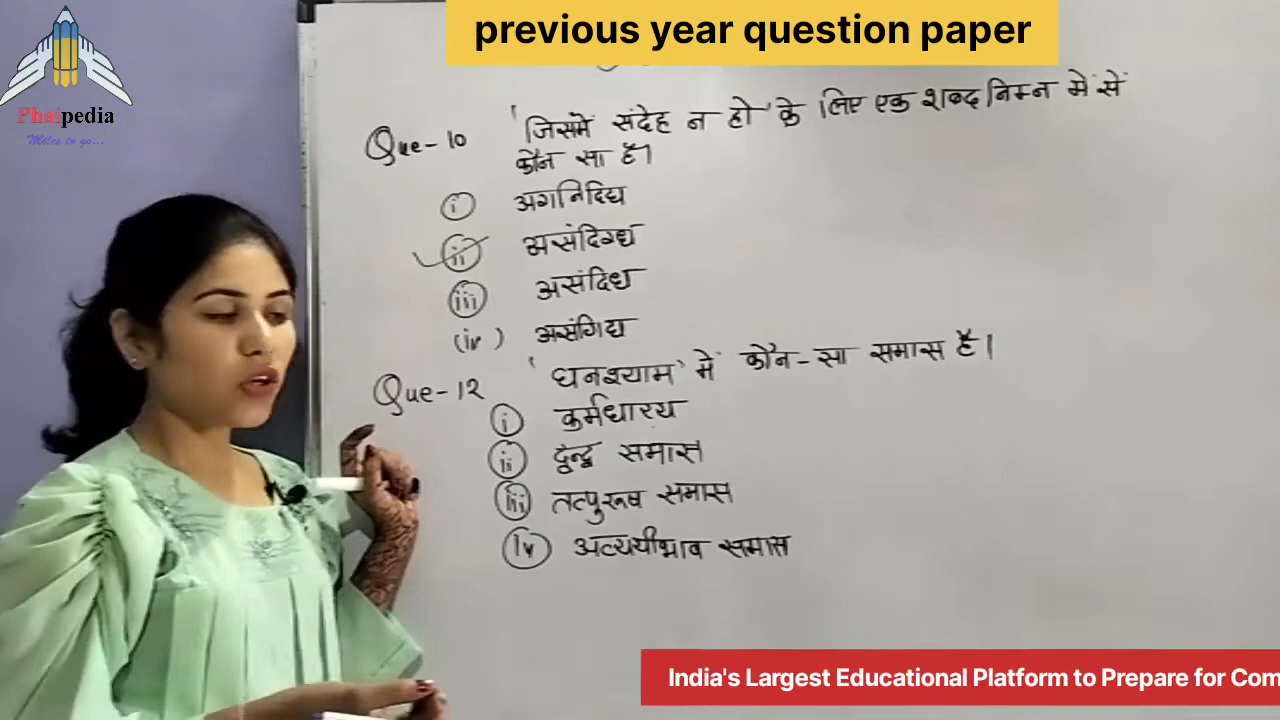 previous year question paper
Phaipedia
Miles to go...
Que-10 'जिसमें संदेह न हो' के लिए एक शब्द निम्न में से
कौन सा है।
(i) अगनिदिध
(ii) असंदिग्ध
(iii) असंदिध
(iv) असंगिध
Que-12 'घनश्याम' में कौन-सा समास है।
(i) कुर्मधारय
(ii) द्वन्द्व समास
(iii) तत्पुरूष समास
(iv) अव्ययीभाव समास
India's Largest Educational Platform to Prepare for Com